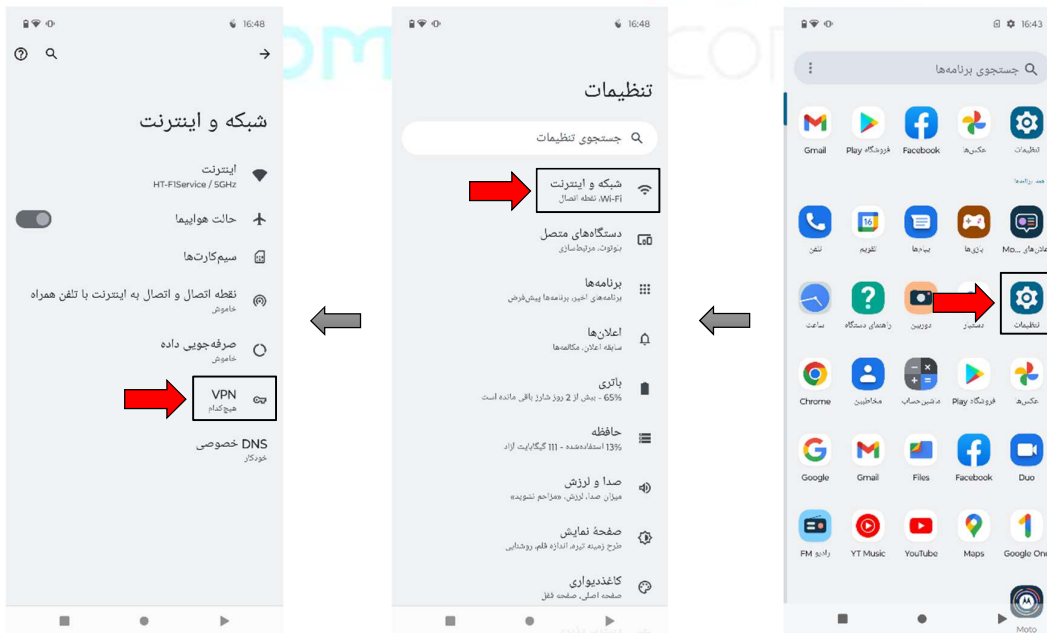 16:43
جستجوی برنامه‌ها
تنظیمات
عکس‌ها
Facebook
فروشگاه Play
Gmail
همه برنامه‌ها
Mo...
بازی‌ها
پیام‌ها
تقویم
16
تلفن
تنظیمات
دستیار
دوربین
راهنمای دستگاه
ساعت
عکس‌ها
فروشگاه Play
ماشین‌حساب
مخاطبین
Chrome
Duo
Facebook
Files
Gmail
Google
Google One
Maps
YouTube
YT Music
رادیو FM
Moto
16:48
تنظیمات
جستجوی تنظیمات
شبکه و اینترنت
Wi-Fi، نقطه اتصال
دستگاه‌های متصل
بلوتوث، مرتبط‌سازی
برنامه‌ها
برنامه‌های اخیر، برنامه‌ها پیش‌فرض
اعلان‌ها
سابقه اعلان، مکالمه‌ها
باتری
65% - بیش از 2 روز شارژ باقی مانده است
حافظه
13% استفاده‌شده - 111 گیگابایت آزاد
صدا و لرزش
میزان صدا، لرزش، «مزاحم نشوید»
صفحهٔ نمایش
طرح زمینه تیره، اندازه قلم، روشنایی
کاغذدیواری
صفحه اصلی، صفحه قفل
16:48
شبکه و اینترنت
اینترنت
HT-F1Service / 5GHz
حالت هواپیما
سیم‌کارت‌ها
نقطه اتصال و اتصال به اینترنت با تلفن همراه
خاموش
صرفه‌جویی داده
خاموش
VPN
هیچ‌کدام
DNS خصوصی
خودکار